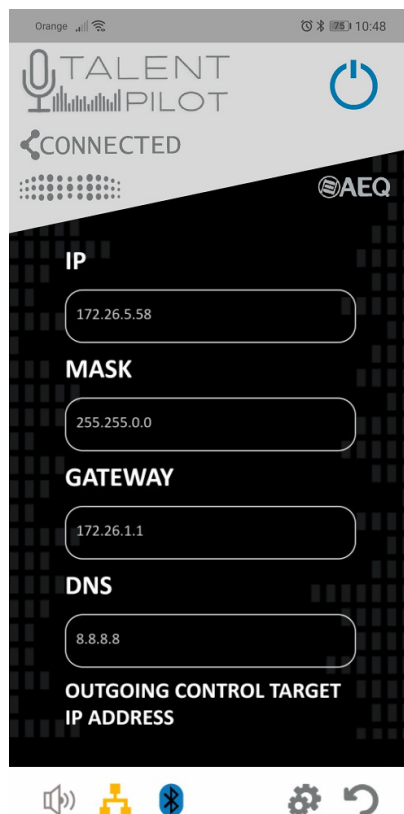 Orange 75 10:48
TALENT
PILOT
CONNECTED
AEQ
IP
172.26.5.58
MASK
255.255.0.0
GATEWAY
172.26.1.1
DNS
8.8.8.8
OUTGOING CONTROL TARGET
IP ADDRESS